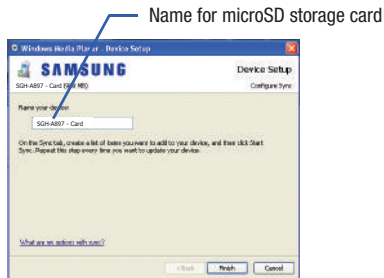 Name for microSD storage card
Windows Media Player - Device Setup
SAMSUNG
Device Setup
SGH-A897 - Card
Configure Sync
Name your device:
SGH-A897 - Card
On the Sync tab, create a list of items you want to add to your device, and then click Start
Sync. Repeat this step every time you want to update your device.
What are my options with sync?
< Back
Finish
Cancel